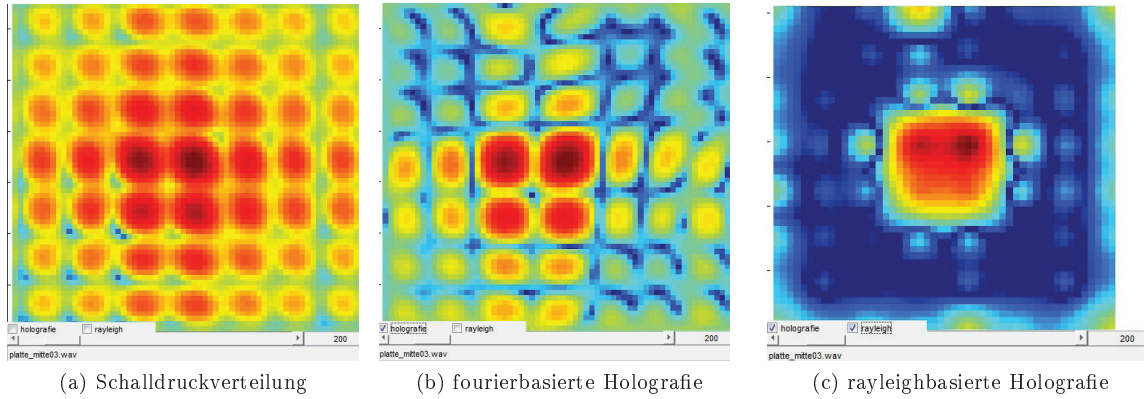 holografie rayleigh
200
platte_mitte03.wav
holografie rayleigh
200
platte_mitte03.wav
holografie rayleigh
200
platte_mitte03.wav
(a) Schalldruckverteilung
(b) fourierbasierte Holografie
(c) rayleighbasierte Holografie